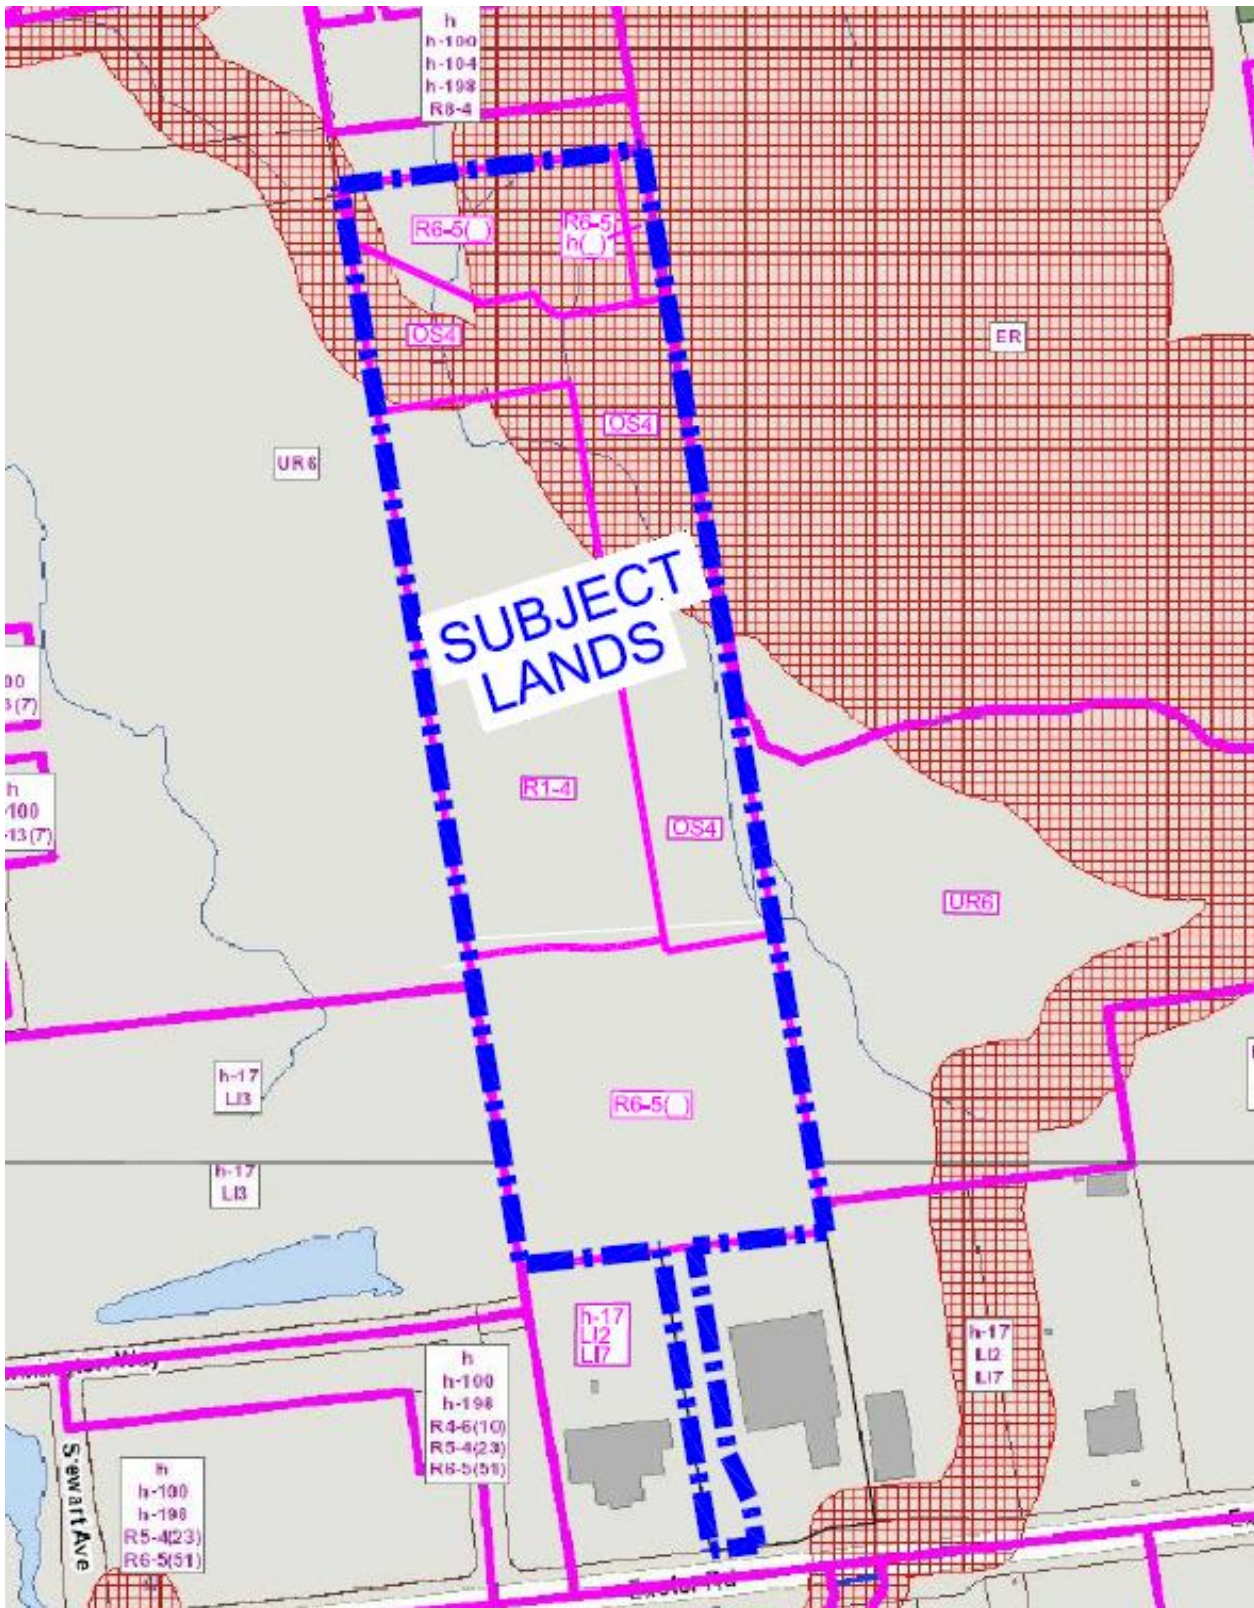 h
h-100
h-104
h-198
R8-4
R6-5(_)
R6-5
h(_)
OS4
ER
OS4
UR6
SUBJECT
LANDS
R1-4
OS4
h
UR6
h-17
LI3
R6-5(_)
h-17
LI3
h-17
LI2
LI7
h-17
LI2
LI7
h
h-100
h-198
R4-6(10)
R5-4(23)
R6-5(51)
Stewart Ave
h
h-100
h-198
R5-4(23)
R6-5(51)
Exeter Rd